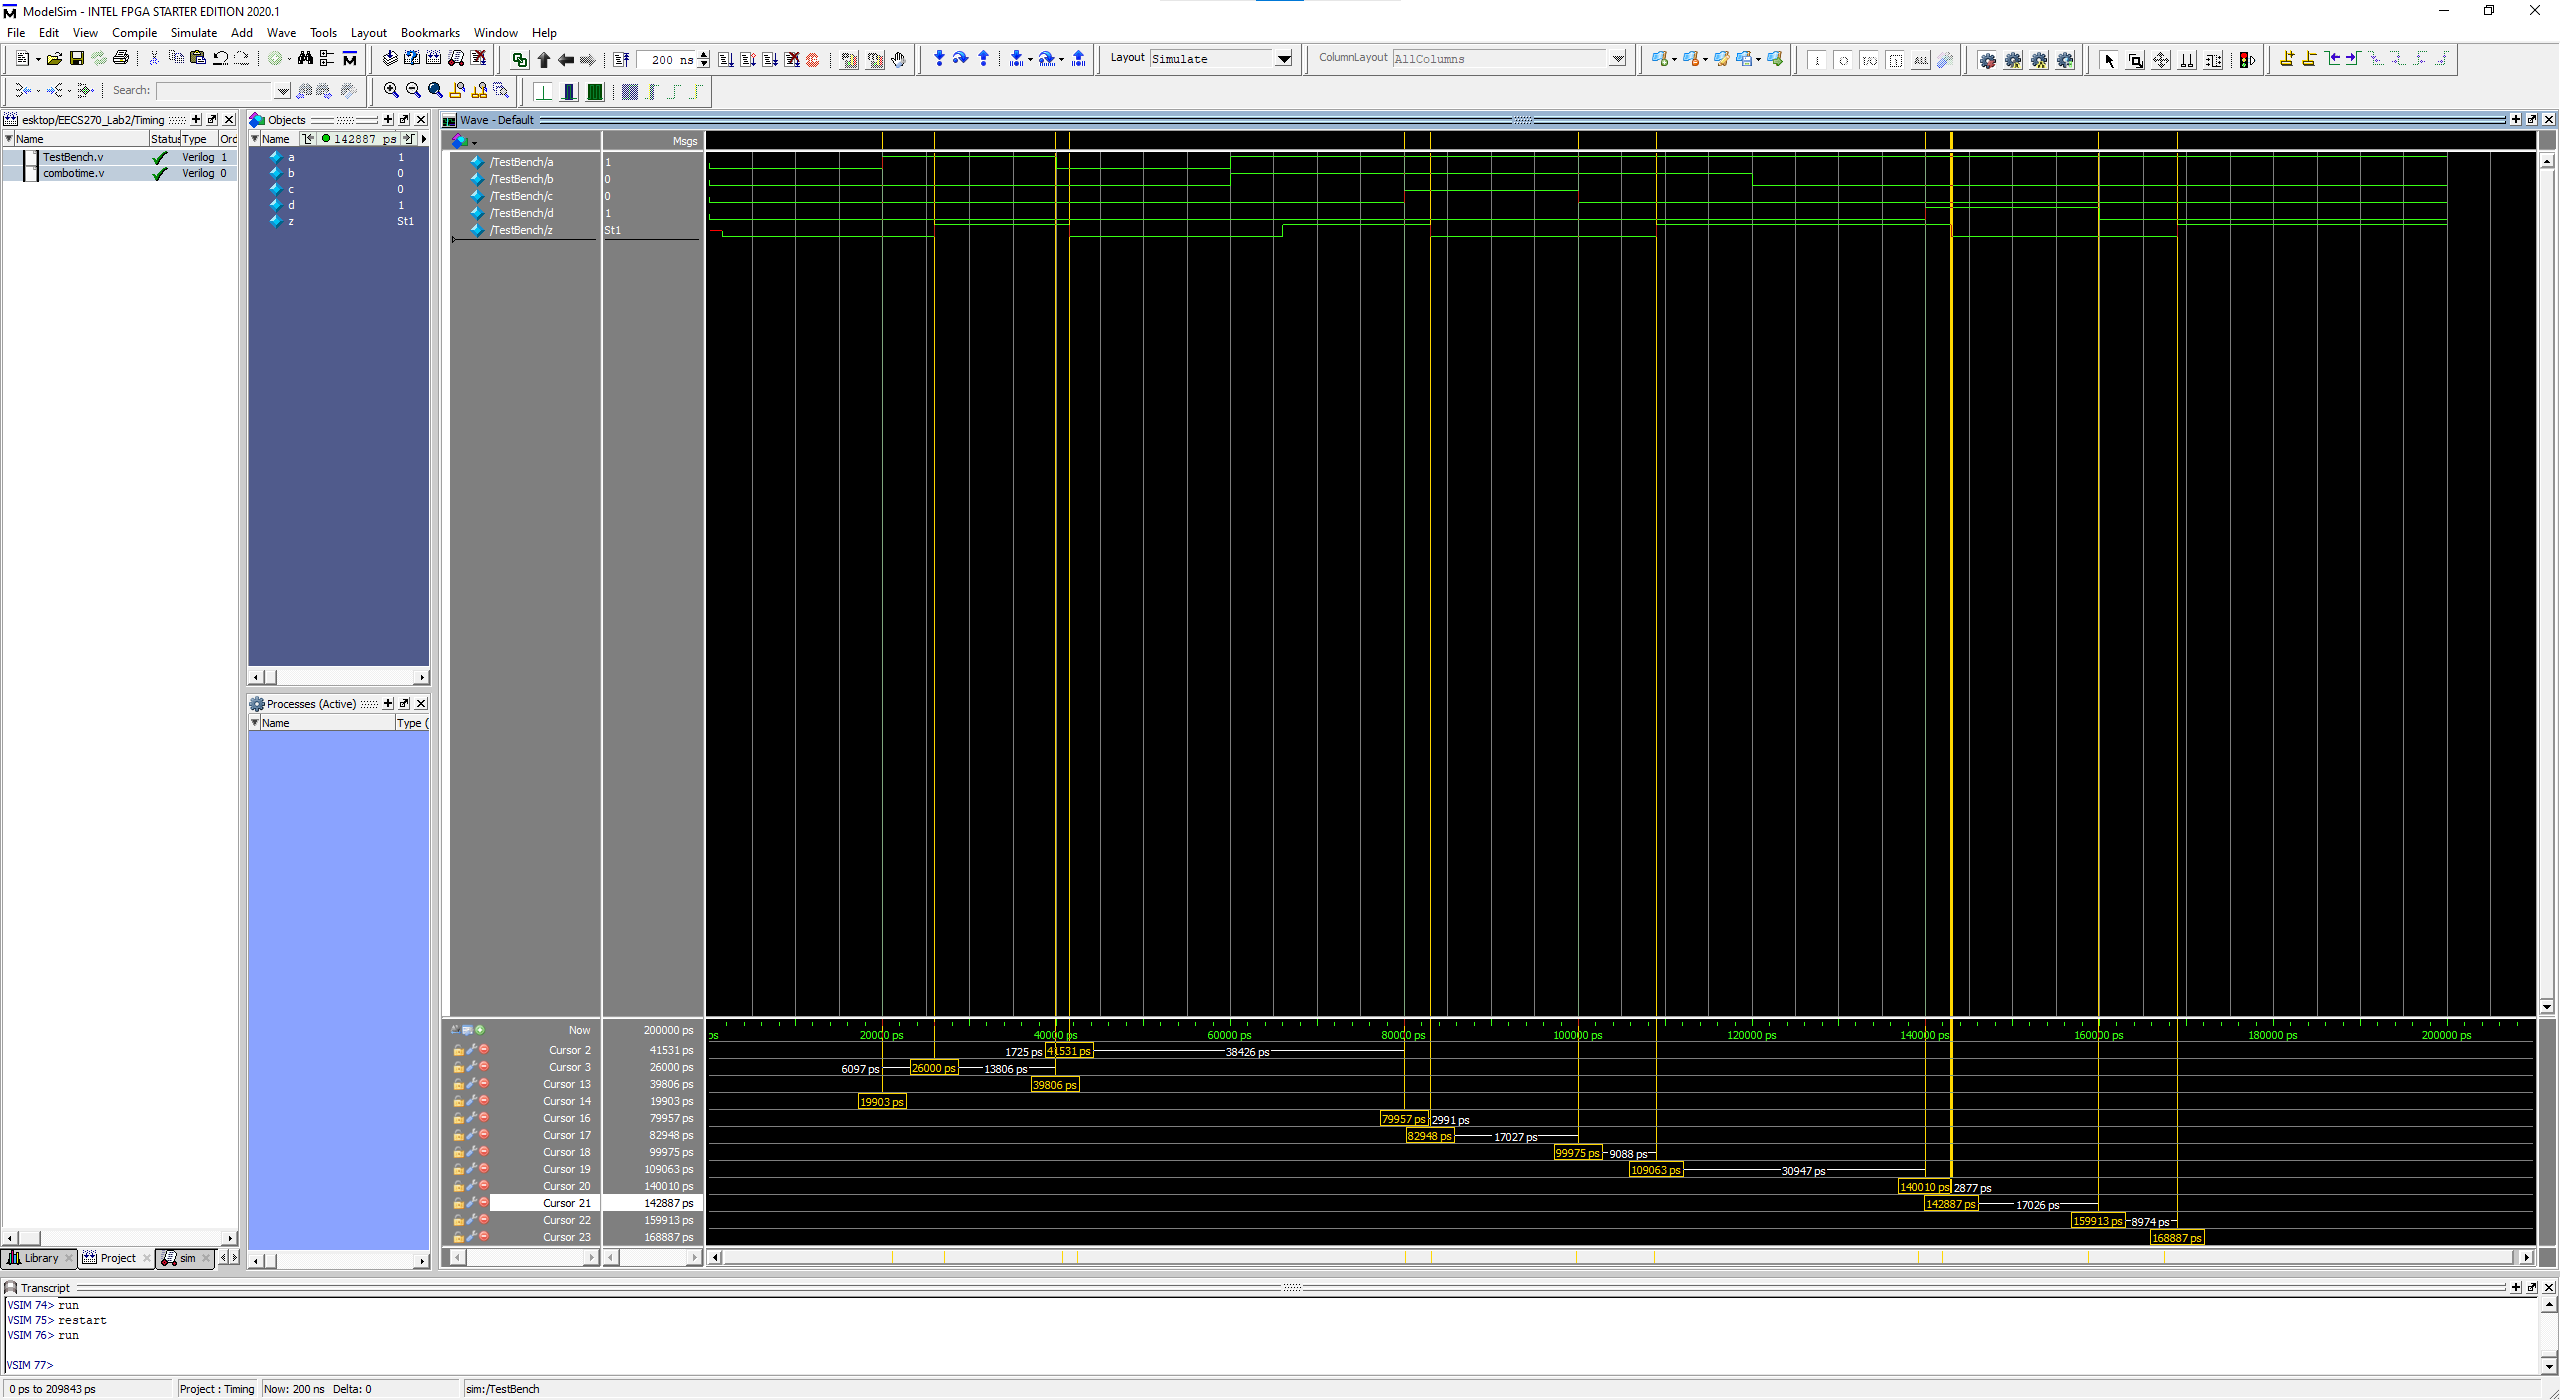 ModelSim - INTEL FPGA STARTER EDITION 2020.1
File Edit View Compile Simulate Add Wave Tools Layout Bookmarks Window Help
200 ns
Layout Simulate
ColumnLayout AllColumns
Search:
esktop/EECS270_Lab2/Timing
Name Status Type Ord
TestBench.v Verilog 1
combotime.v Verilog 0
Library Project sim
Objects
Name 142887 ps
a 1
b 0
c 0
d 1
z St1
Processes (Active)
Name Type (
Wave - Default
Msgs
/TestBench/a 1
/TestBench/b 0
/TestBench/c 0
/TestBench/d 1
/TestBench/z St1
Now 200000 ps
ps 20000 ps 40000 ps 60000 ps 80000 ps 100000 ps 120000 ps 140000 ps 160000 ps 180000 ps 200000 ps
Cursor 2 41531 ps 1725 ps 41531 ps 38426 ps
Cursor 3 26000 ps 6097 ps 26000 ps 13806 ps
Cursor 13 39806 ps 39806 ps
Cursor 14 19903 ps 19903 ps
Cursor 16 79957 ps 79957 ps 2991 ps
Cursor 17 82948 ps 82948 ps 17027 ps
Cursor 18 99975 ps 99975 ps 9088 ps
Cursor 19 109063 ps 109063 ps 30947 ps
Cursor 20 140010 ps 140010 ps 2877 ps
Cursor 21 142887 ps 142887 ps 17026 ps
Cursor 22 159913 ps 159913 ps 8974 ps
Cursor 23 168887 ps 168887 ps
Transcript
VSIM 74> run
VSIM 75> restart
VSIM 76> run
VSIM 77>
0 ps to 209843 ps Project : Timing Now: 200 ns Delta: 0 sim:/TestBench